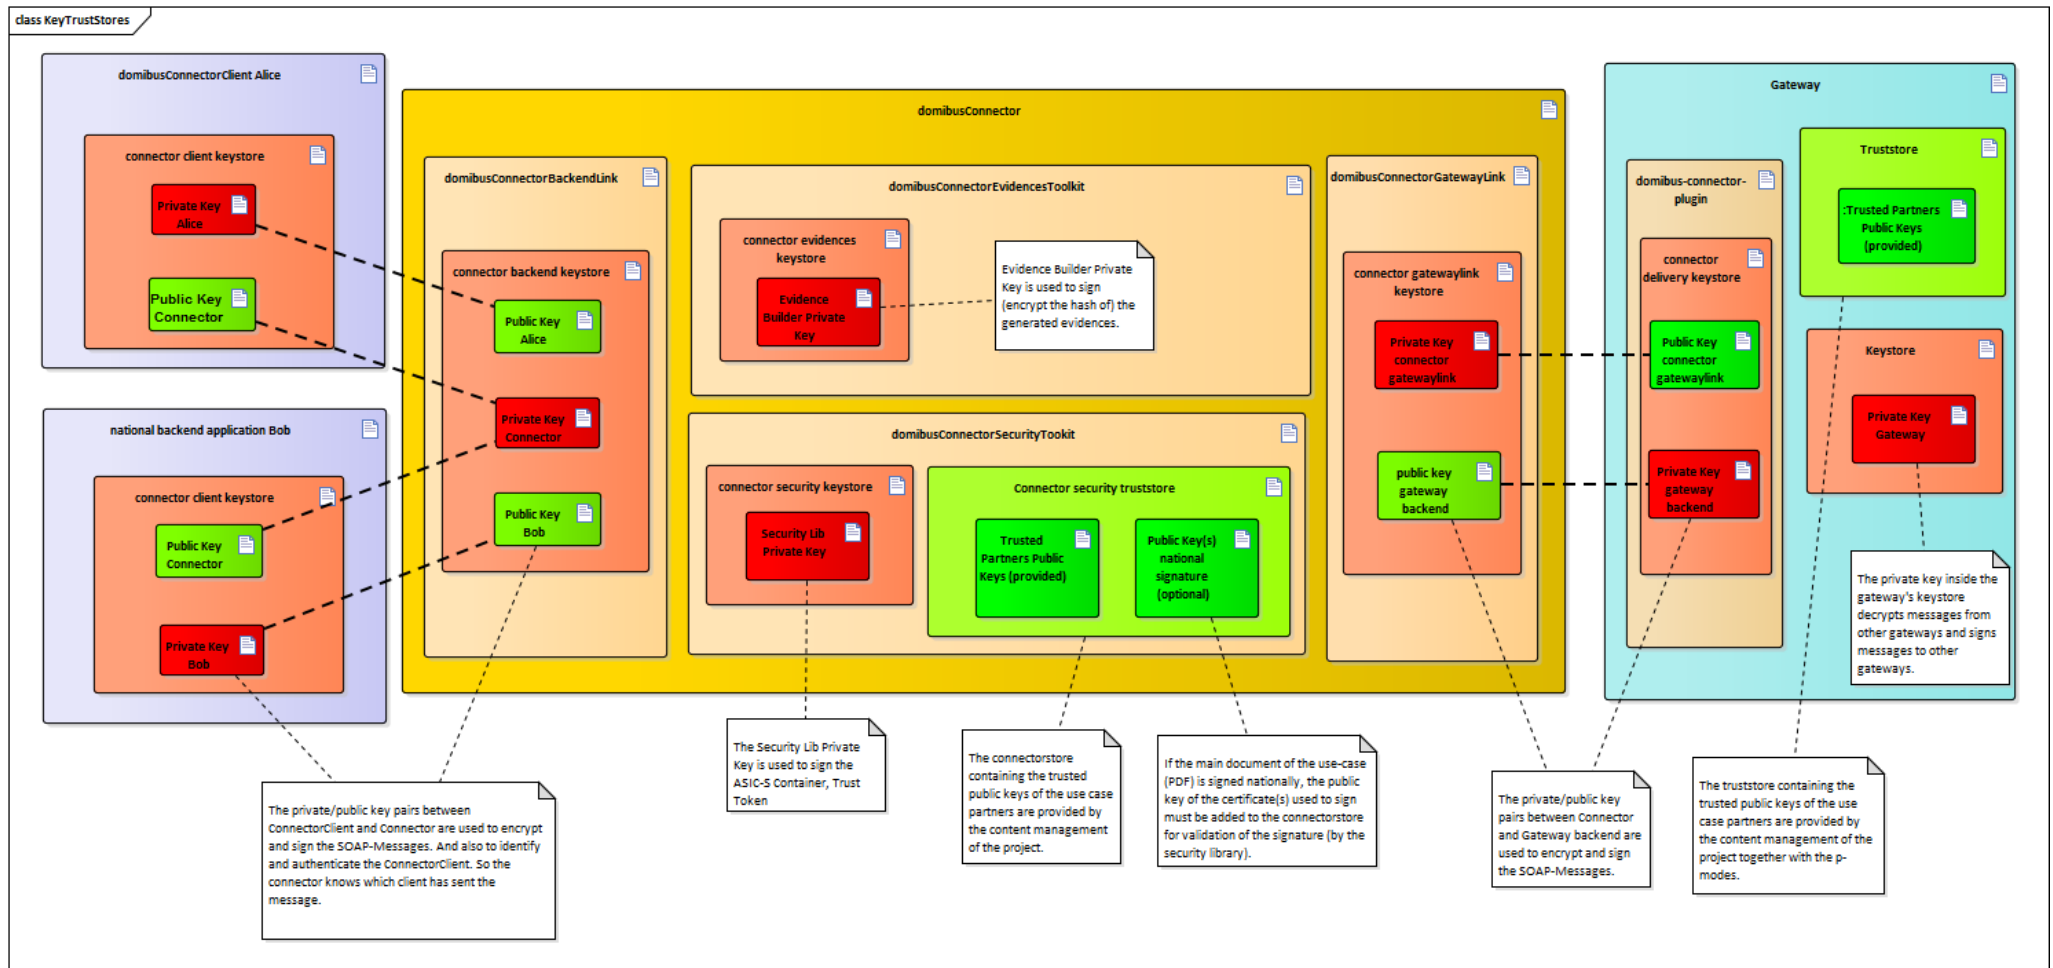 class KeyTrustStores
domibusConnectorClient Alice
connector client keystore
Private Key
Alice
Public Key
Connector
national backend application Bob
connector client keystore
Public Key
Connector
Private Key
Bob
domibusConnector
domibusConnectorBackendLink
connector backend keystore
Public Key
Alice
Private Key
Connector
Public Key
Bob
domibusConnectorEvidencesToolkit
connector evidences
keystore
Evidence
Builder Private
Key
Evidence Builder Private
Key is used to sign
(encrypt the hash of) the
generated evidences.
domibusConnectorSecurityTookit
connector security keystore
Security Lib
Private Key
Connector security truststore
Trusted
Partners Public
Keys (provided)
Public Key(s)
national
signature
(optional)
domibusConnectorGatewayLink
connector gatewaylink
keystore
Private Key
connector
gatewaylink
public key
gateway
backend
Gateway
domibus-connector-
plugin
connector
delivery keystore
Public Key
connector
gatewaylink
Private Key
gateway
backend
Truststore
:Trusted Partners
Public Keys
(provided)
Keystore
Private Key
Gateway
The private key inside the
gateway's keystore
decrypts messages from
other gateways and signs
messages to other
gateways.
The private/public key pairs between
ConnectorClient and Connector are used to encrypt
and sign the SOAP-Messages. And also to identify
and authenticate the ConnectorClient. So the
connector knows which client has sent the
message.
The Security Lib Private
Key is used to sign the
ASIC-S Container, Trust
Token
The connectorstore
containing the trusted
public keys of the use case
partners are provided by
the content management
of the project.
If the main document of the use-case
(PDF) is signed nationally, the public
key of the certificate(s) used to sign
must be added to the connectorstore
for validation of the signature (by the
security library).
The private/public key
pairs between Connector
and Gateway backend are
used to encrypt and sign
the SOAP-Messages.
The truststore containing the
trusted public keys of the use
case partners are provided by
the content management of the
project together with the p-
modes.